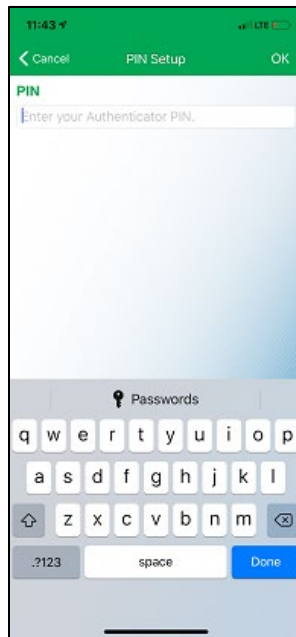 11:43
LTE
Cancel PIN Setup OK
PIN
Enter your Authenticator PIN.
Passwords
q w e r t y u i o p
a s d f g h j k l
z x c v b n m
.?123 space Done